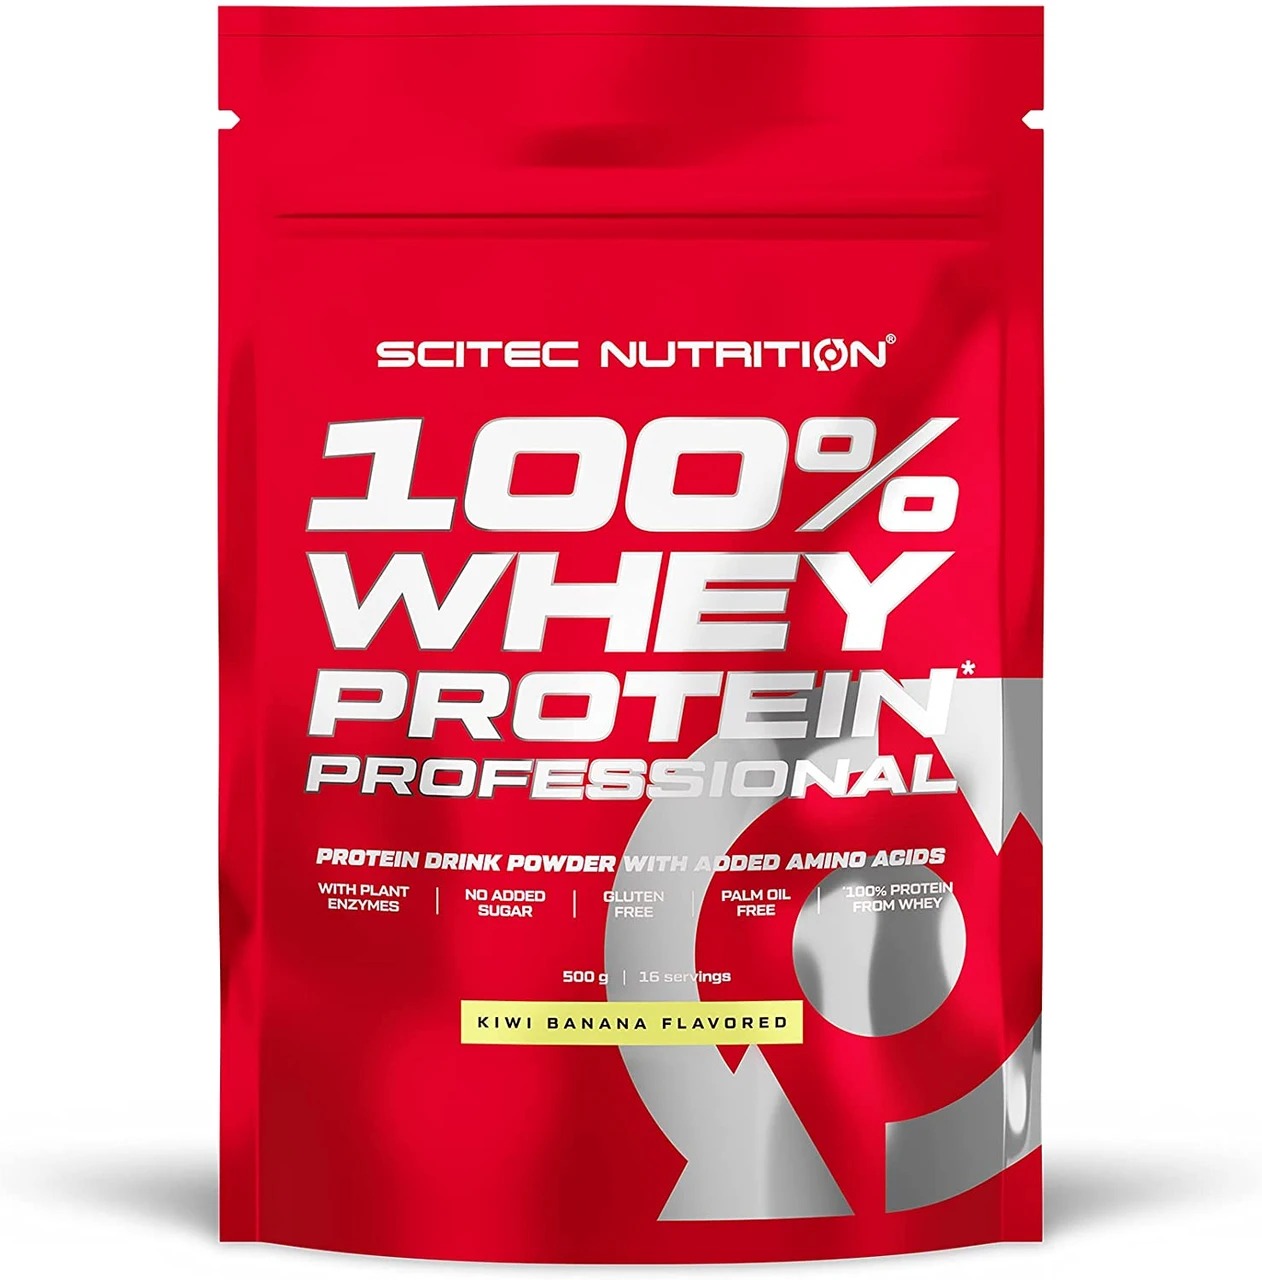 SCITEC NUTRITION®
100%
WHEY
PROTEIN*
PROFESSIONAL
PROTEIN DRINK POWDER WITH ADDED AMINO ACIDS
WITH PLANT
ENZYMES
NO ADDED
SUGAR
GLUTEN
FREE
PALM OIL
FREE
*100% PROTEIN
FROM WHEY
500 g | 16 servings
KIWI BANANA FLAVORED